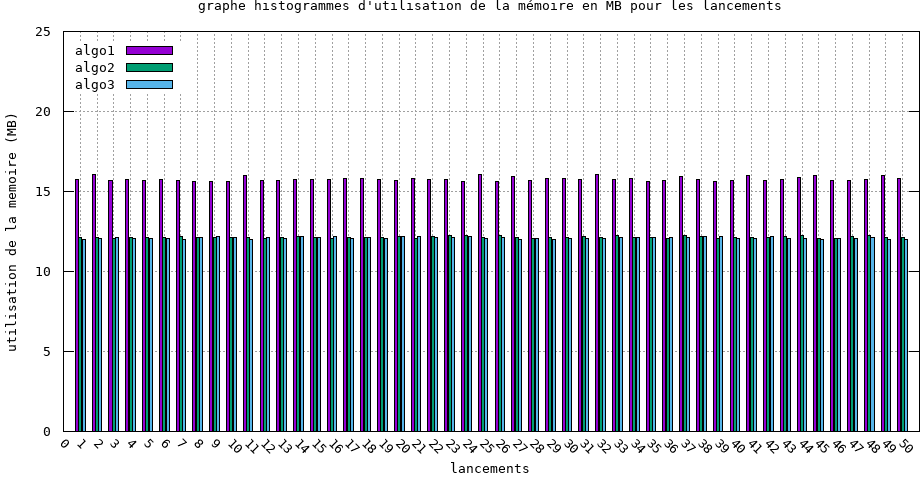 graphe histogrammes d'utilisation de la mémoire en MB pour les lancements
25
20
15
10
5
0
utilisation de la memoire (MB)
algo1
algo2
algo3
0 1 2 3 4 5 6 7 8 9 10 11 12 13 14 15 16 17 18 19 20 21 22 23 24 25 26 27 28 29 30 31 32 33 34 35 36 37 38 39 40 41 42 43 44 45 46 47 48 49 50
lancements